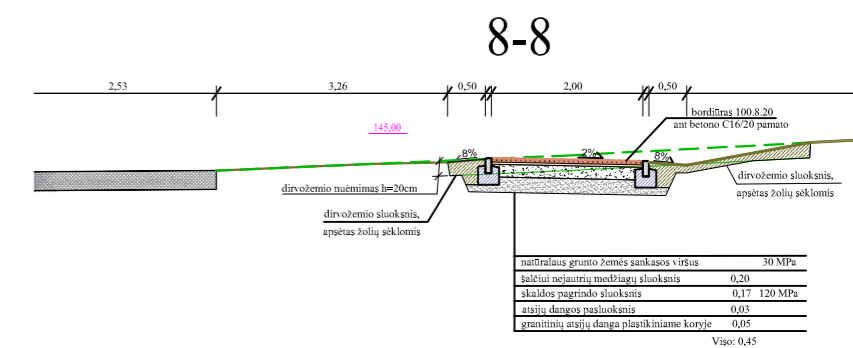 8-8
2,53 3,26 0,50 2,00 0,50
bordiūras 100.8.20
ant betono C16/20 pamato
145.00
8% 2% 8%
dirvožemio nuėmimas h=20cm
dirvožemio sluoksnis,
apsėtas žolių sėklomis
dirvožemio sluoksnis,
apsėtas žolių sėklomis
natūralaus grunto žemės sankasos viršus 30 MPa
šalčiui nejautrių medžiagų sluoksnis 0,20
skaldos pagrindo sluoksnis 0,17 120 MPa
atsijų dangos pasluoksnis 0,03
granitinių atsijų danga plastikiniame koryje 0,05
Viso: 0,45